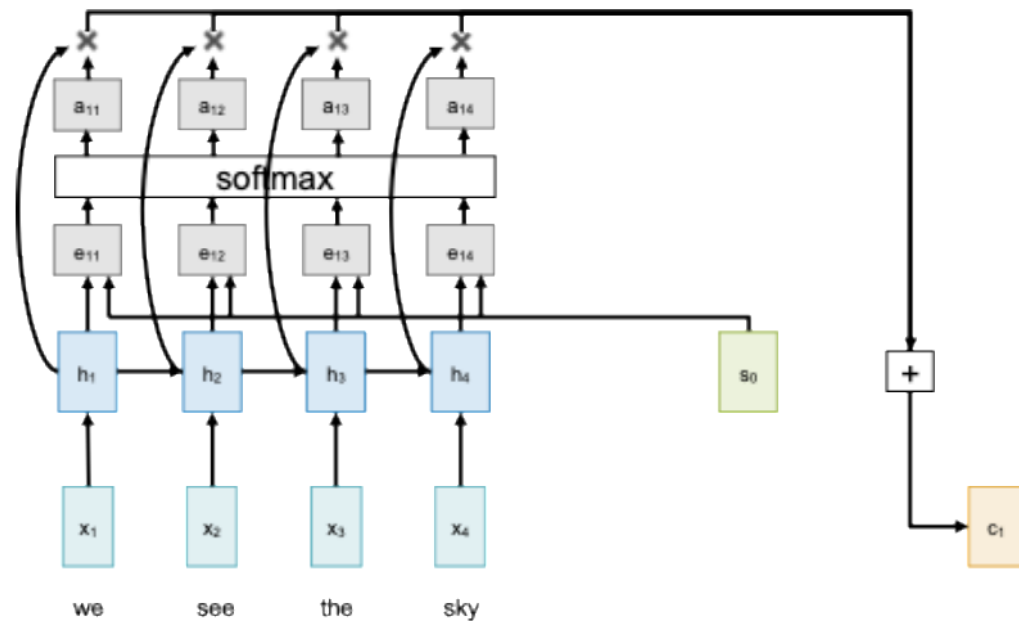 a₁₁ a₁₂ a₁₃ a₁₄
softmax
e₁₁ e₁₂ e₁₃ e₁₄
h₁ h₂ h₃ h₄ s₀ +
x₁ x₂ x₃ x₄ c₁
we see the sky